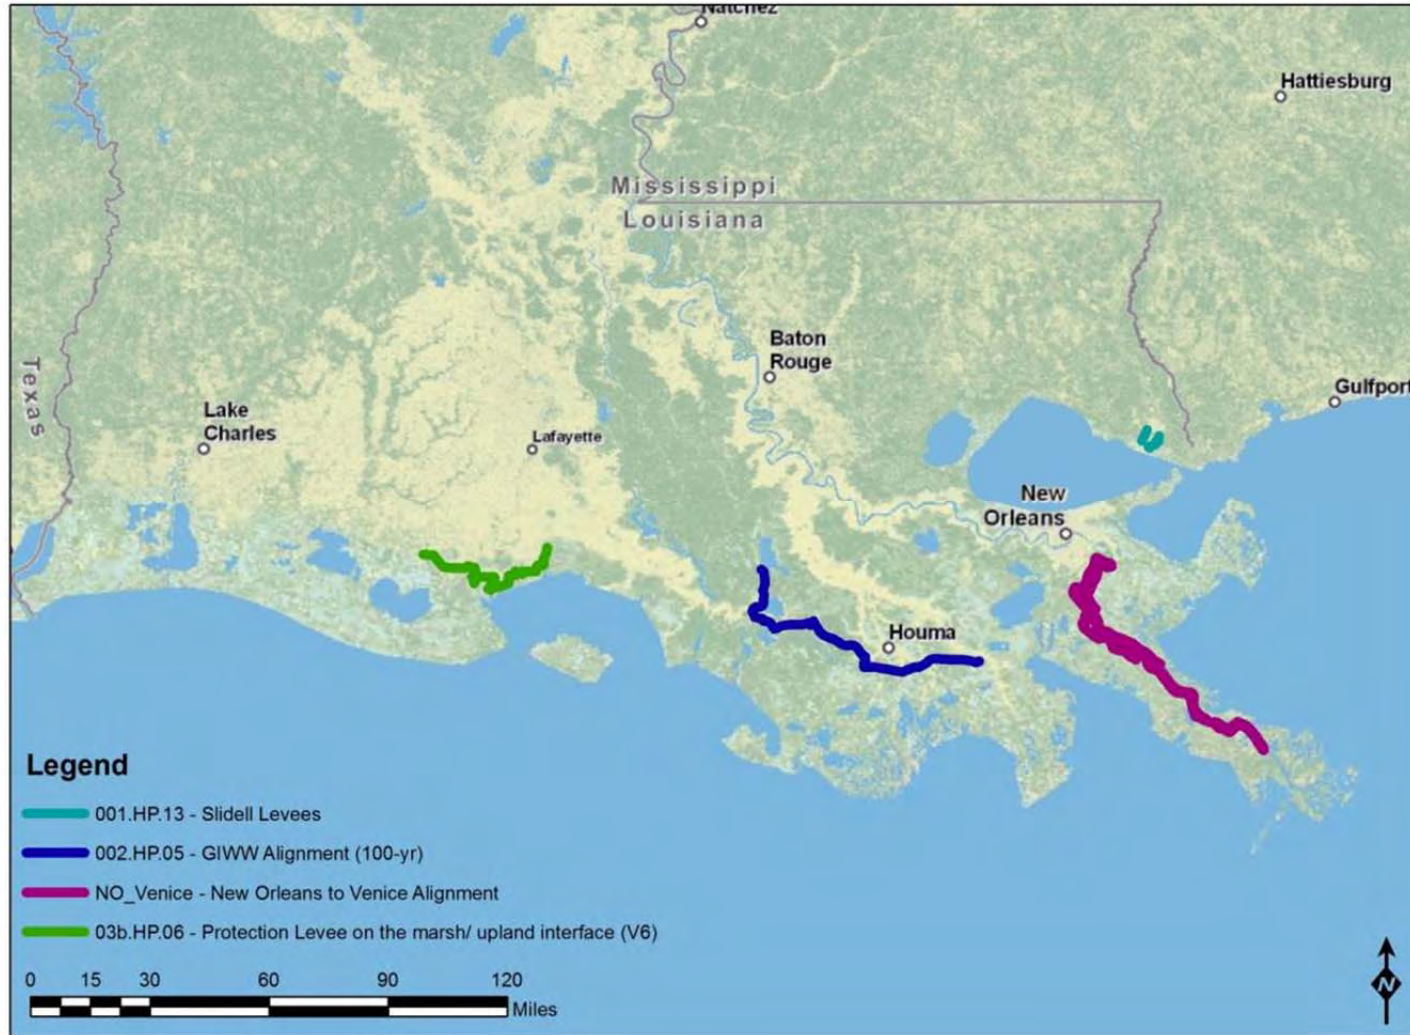 Natchez
Hattiesburg
Mississippi
Louisiana
Baton
Rouge
Texas
Gulfport
Lake
Charles
Lafayette
New
Orleans
Houma
Legend
001.HP.13 - Slidell Levees
002.HP.05 - GIWW Alignment (100-yr)
NO_Venice - New Orleans to Venice Alignment
03b.HP.06 - Protection Levee on the marsh/ upland interface (V6)
0 15 30 60 90 120
Miles
N